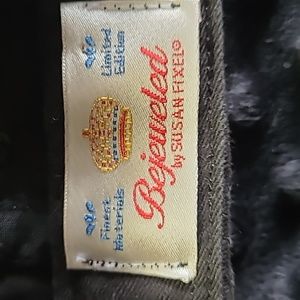 Finest
Materials
Limited
Edition
Bejeweled
by SUSAN FIXEL®